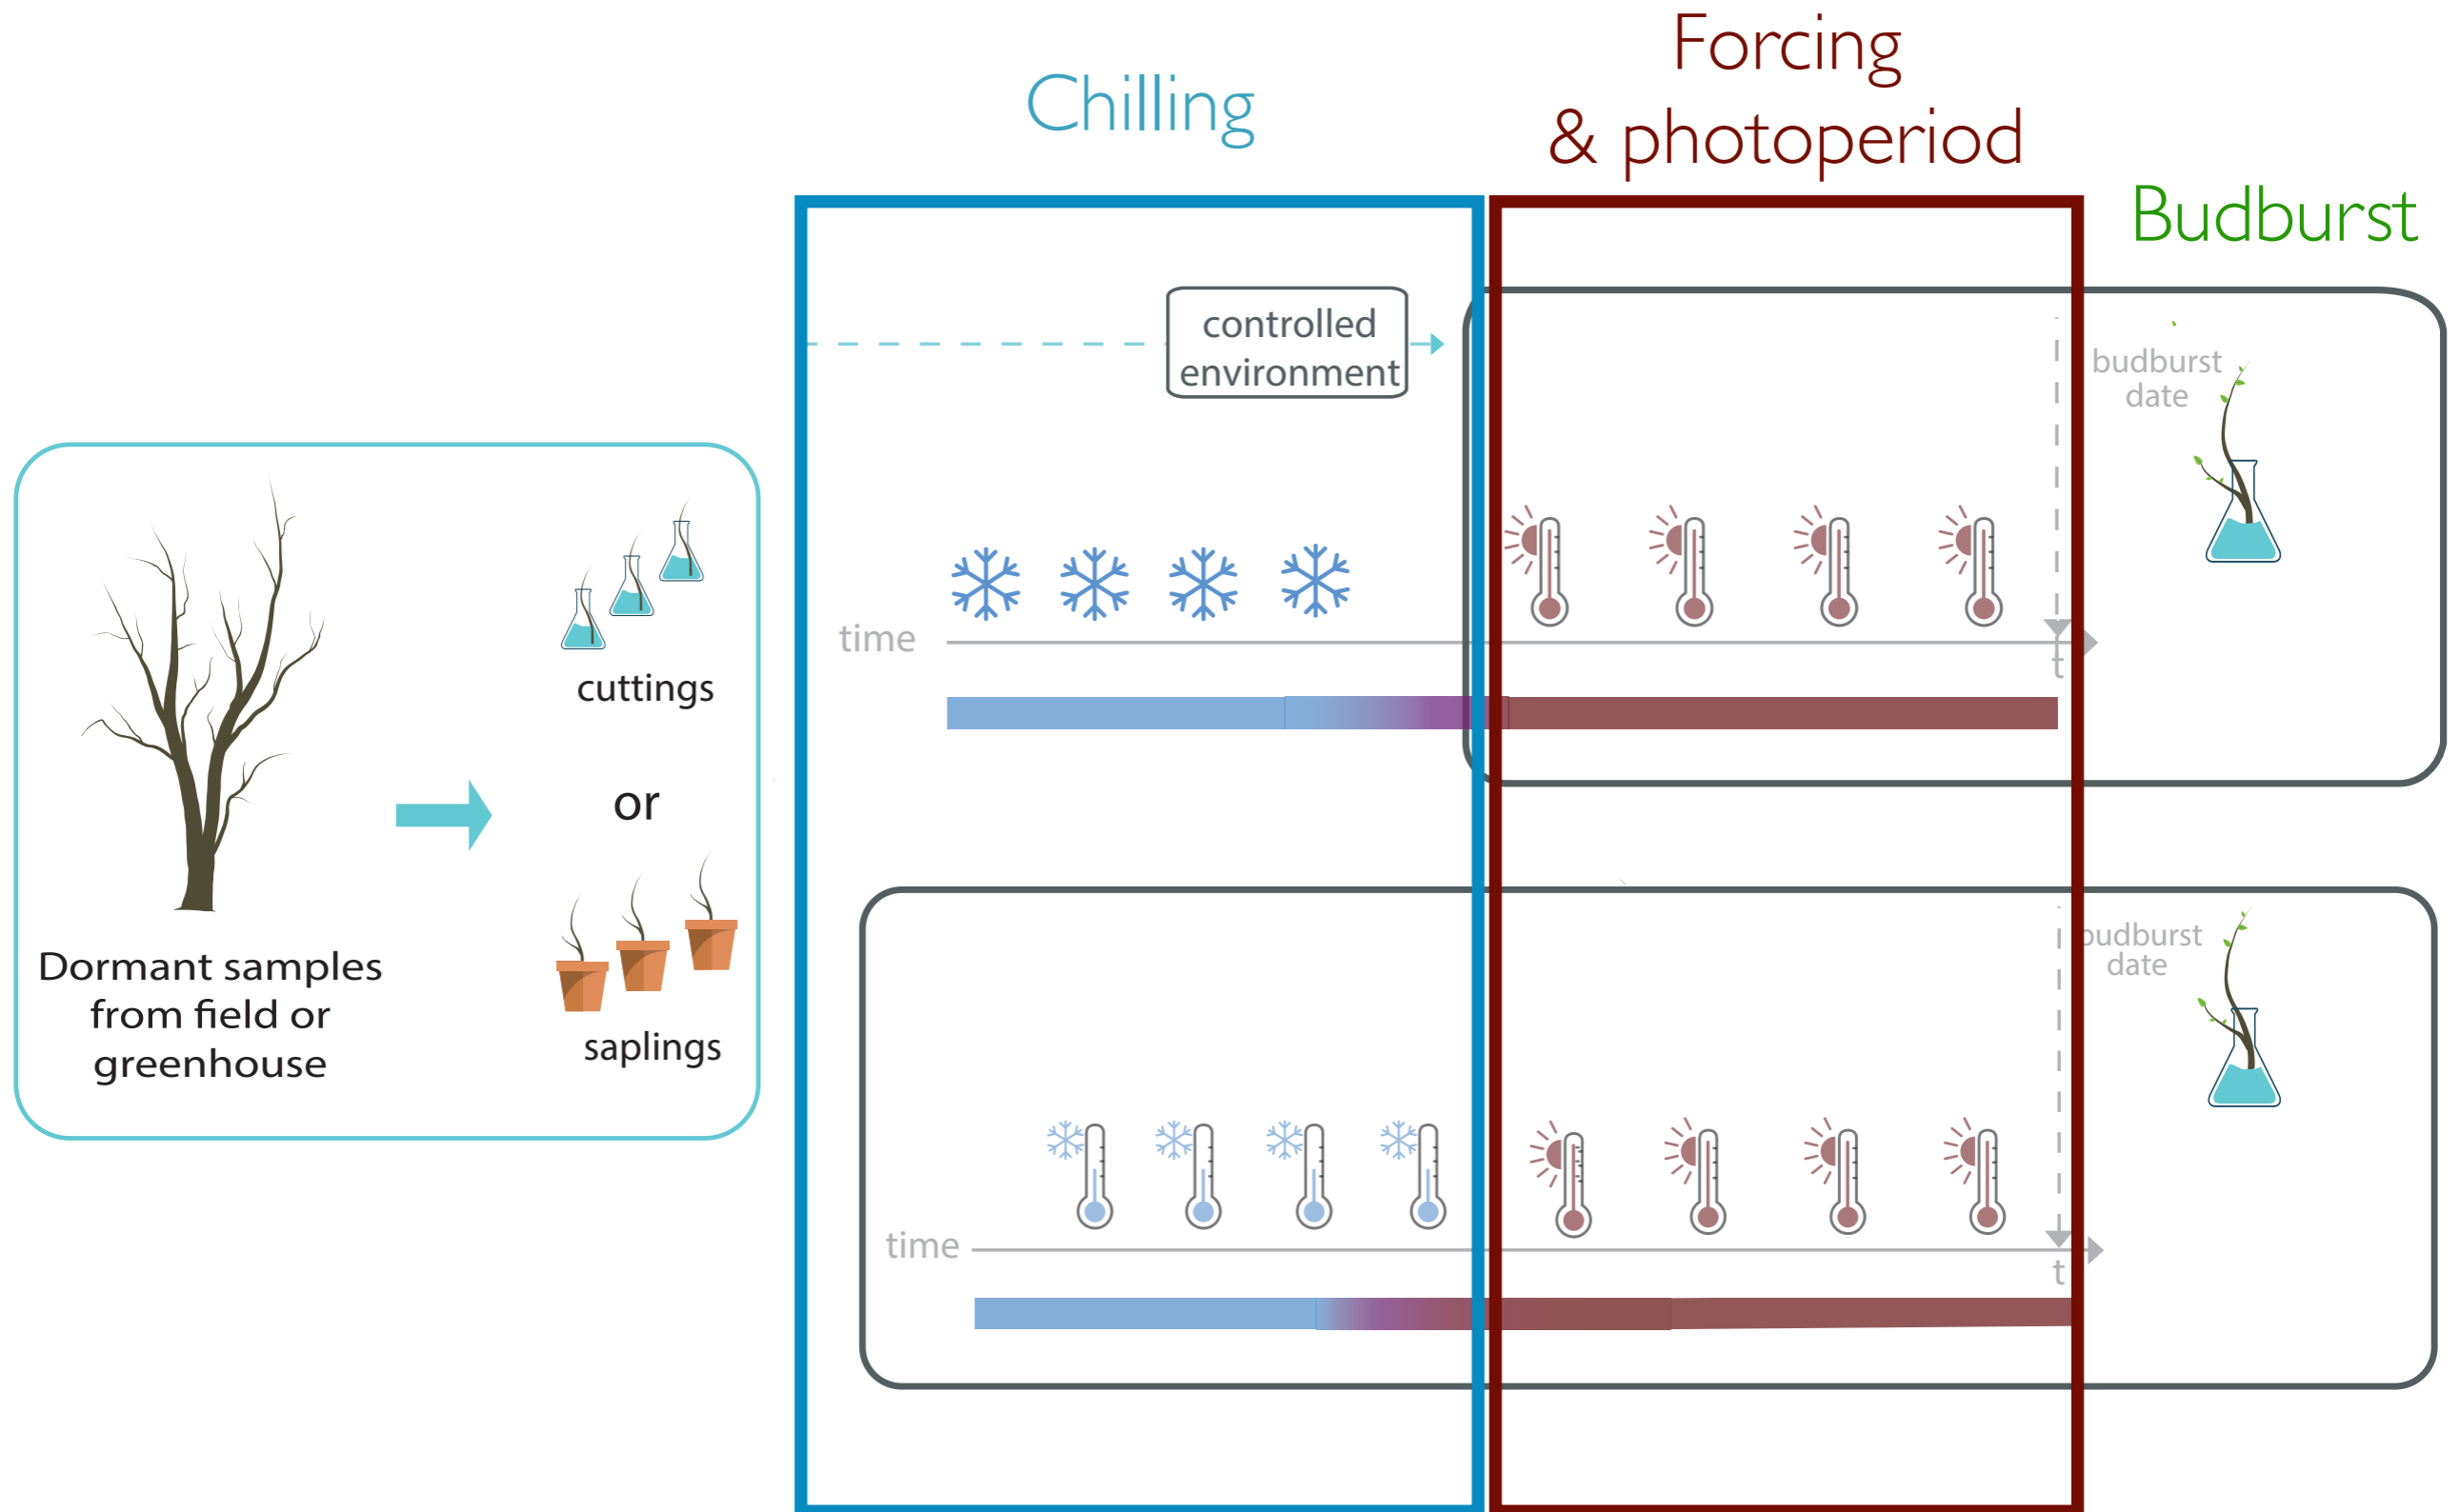 Chilling
Forcing
& photoperiod
Budburst
controlled
environment
budburst
date
time
t
cuttings
or
saplings
Dormant samples
from field or
greenhouse
budburst
date
time
t